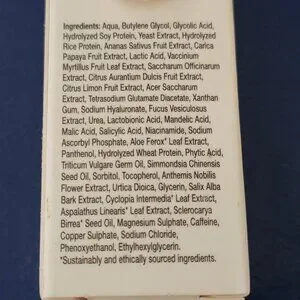 Ingredients: Aqua, Butylene Glycol, Glycolic Acid,
Hydrolyzed Soy Protein, Yeast Extract, Hydrolyzed
Rice Protein, Ananas Sativus Fruit Extract, Carica
Papaya Fruit Extract, Lactic Acid, Vaccinium
Myrtillus Fruit Leaf Extract, Saccharum Officinarum
Extract, Citrus Aurantium Dulcis Fruit Extract,
Citrus Limon Fruit Extract, Acer Saccharum
Extract, Tetrasodium Glutamate Diacetate, Xanthan
Gum, Sodium Hyaluronate, Fucus Vesiculosus
Extract, Urea, Lactobionic Acid, Mandelic Acid,
Malic Acid, Salicylic Acid, Niacinamide, Sodium
Ascorbyl Phosphate, Aloe Ferox* Leaf Extract,
Panthenol, Hydrolyzed Wheat Protein, Phytic Acid,
Triticum Vulgare Germ Oil, Simmondsia Chinensis
Seed Oil, Sorbitol, Tocopherol, Anthemis Nobilis
Flower Extract, Urtica Dioica, Glycerin, Salix Alba
Bark Extract, Cyclopia Intermedia* Leaf Extract,
Aspalathus Linearis* Leaf Extract, Sclerocarya
Birrea* Seed Oil, Magnesium Sulphate, Caffeine,
Copper Sulphate, Sodium Chloride,
Phenoxyethanol, Ethylhexylglycerin.
*Sustainably and ethically sourced ingredients.